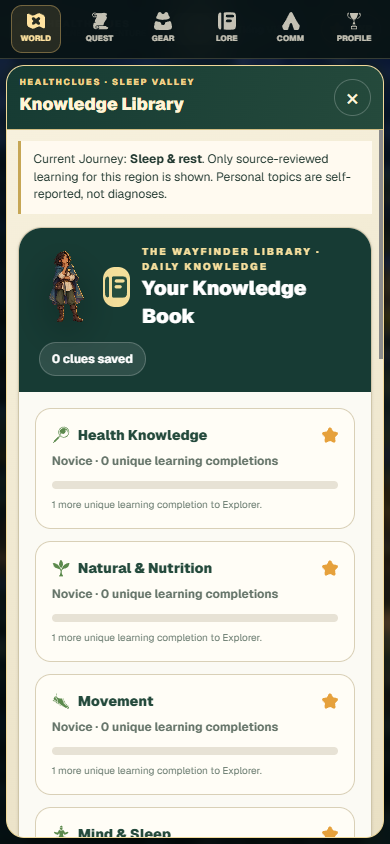 WORLD
QUEST
GEAR
LORE
COMM
PROFILE
HEALTHCLUES · SLEEP VALLEY
Knowledge Library
Current Journey: Sleep & rest. Only source-reviewed
learning for this region is shown. Personal topics are self-
reported, not diagnoses.
THE WAYFINDER LIBRARY ·
DAILY KNOWLEDGE
Your Knowledge
Book
0 clues saved
Health Knowledge
Novice · 0 unique learning completions
1 more unique learning completion to Explorer.
Natural & Nutrition
Novice · 0 unique learning completions
1 more unique learning completion to Explorer.
Movement
Novice · 0 unique learning completions
1 more unique learning completion to Explorer.
Mind & Sleep